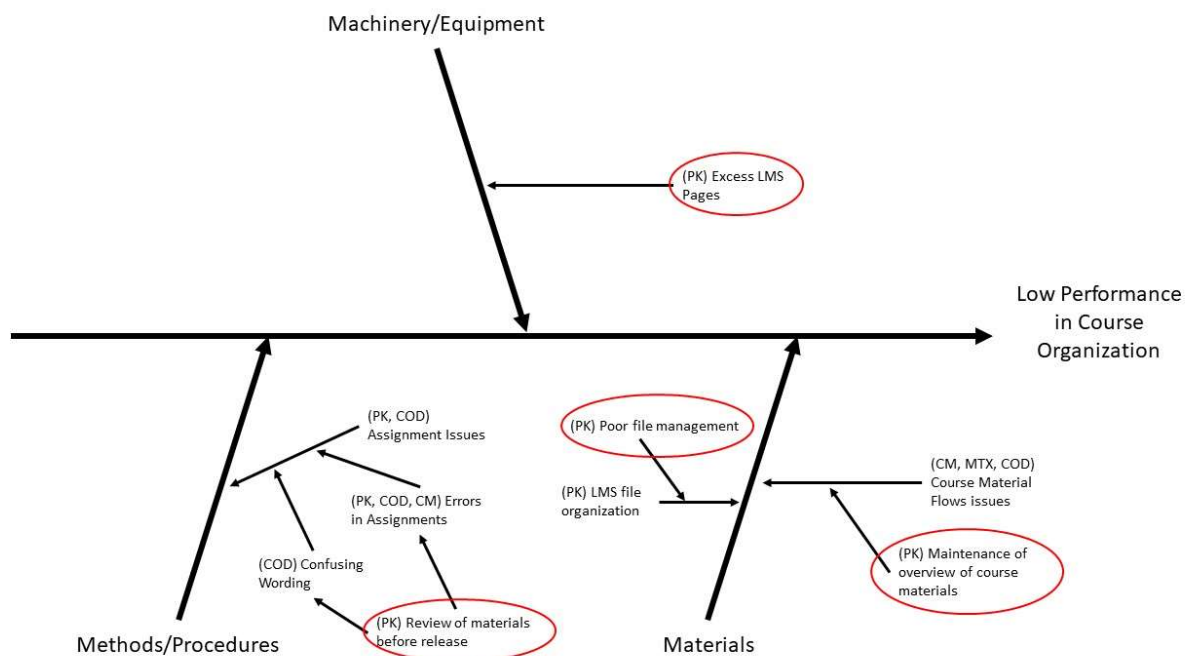 Machinery/Equipment
(PK) Excess LMS
Pages
Low Performance
in Course
Organization
(PK, COD)
Assignment Issues
(PK, COD, CM) Errors
in Assignments
(COD) Confusing
Wording
(PK) Review of materials
before release
Methods/Procedures
(PK) Poor file management
(PK) LMS file
organization
(CM, MTX, COD)
Course Material
Flows issues
(PK) Maintenance of
overview of course
materials
Materials